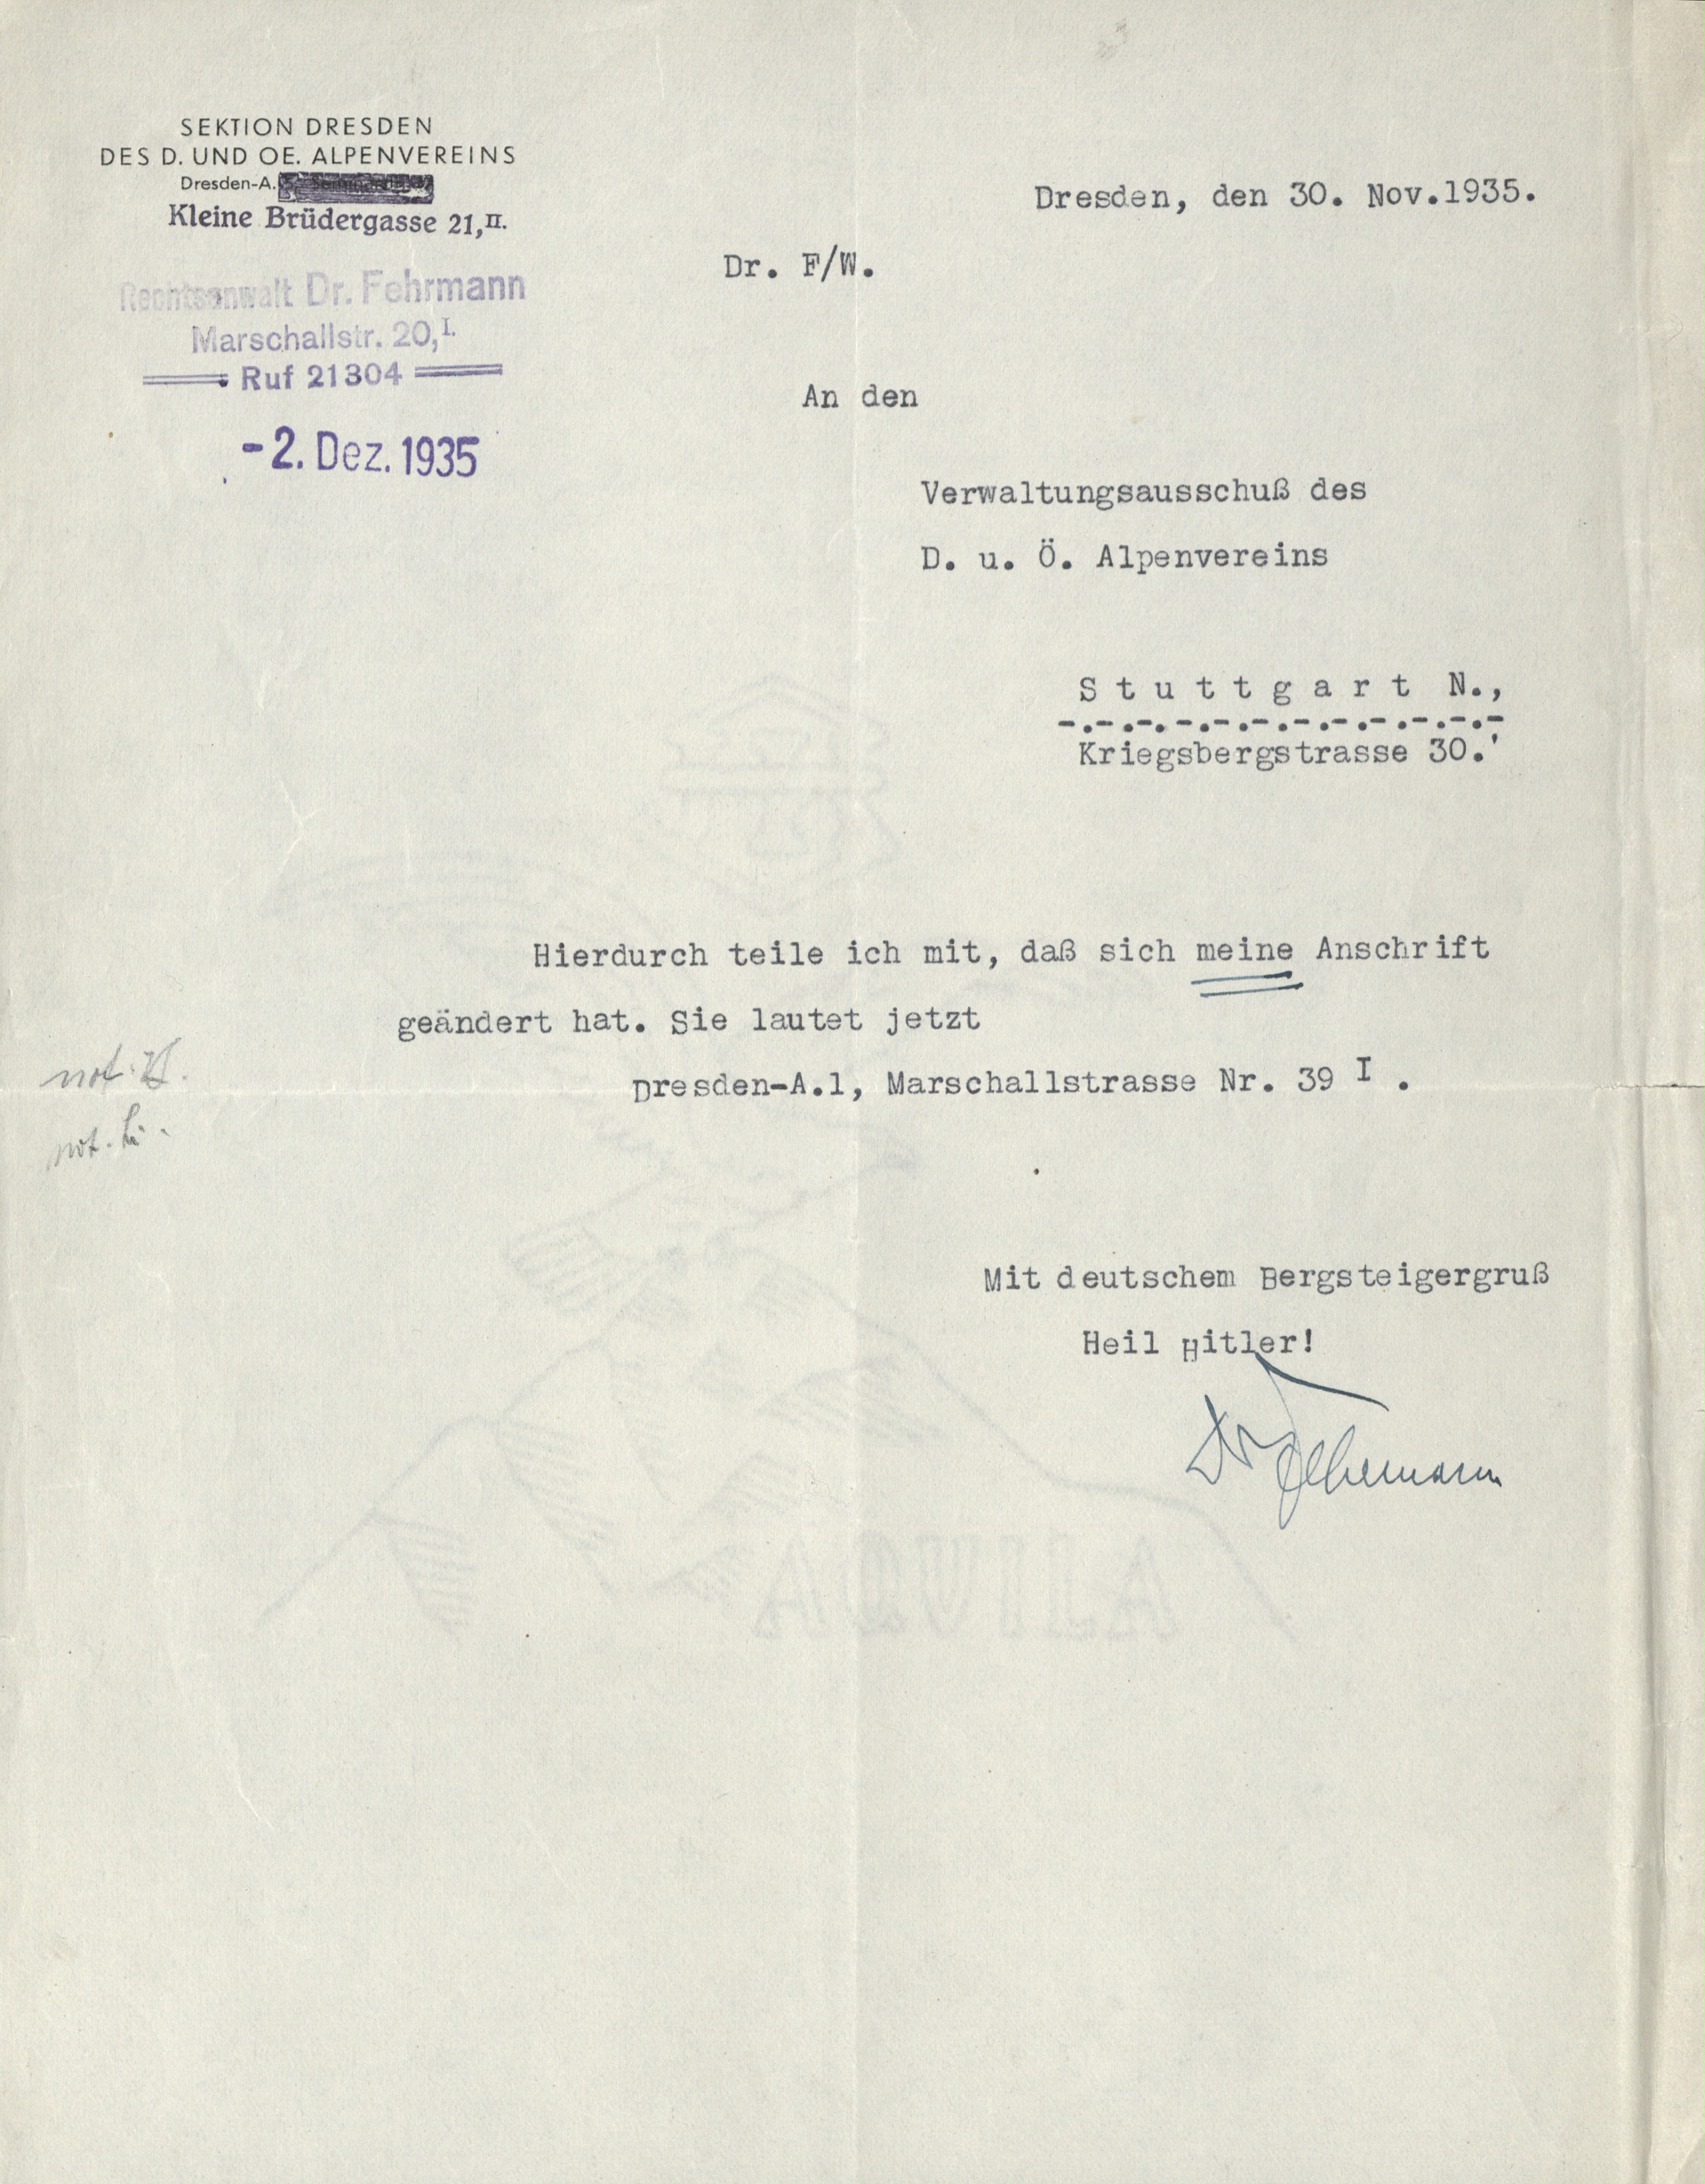 SEKTION DRESDEN
DES D. UND OE. ALPENVEREINS
Dresden-A.
Kleine Brüdergasse 21,II.
Rechtsanwalt Dr. Fehrmann
Marschallstr. 20,I.
Ruf 21304
-2. Dez. 1935
Dresden, den 30. Nov.1935.
Dr. F/W.
An den
Verwaltungsausschuß des
D. u. Ö. Alpenvereins
Stuttgart N.,
Kriegsbergstrasse 30.'
Hierdurch teile ich mit, daß sich meine Anschrift
geändert hat. Sie lautet jetzt
Dresden-A.1, Marschallstrasse Nr. 39 I .
not.
not.
Mit deutschem Bergsteigergruß
Heil Hitler!
Dr Fehrmann